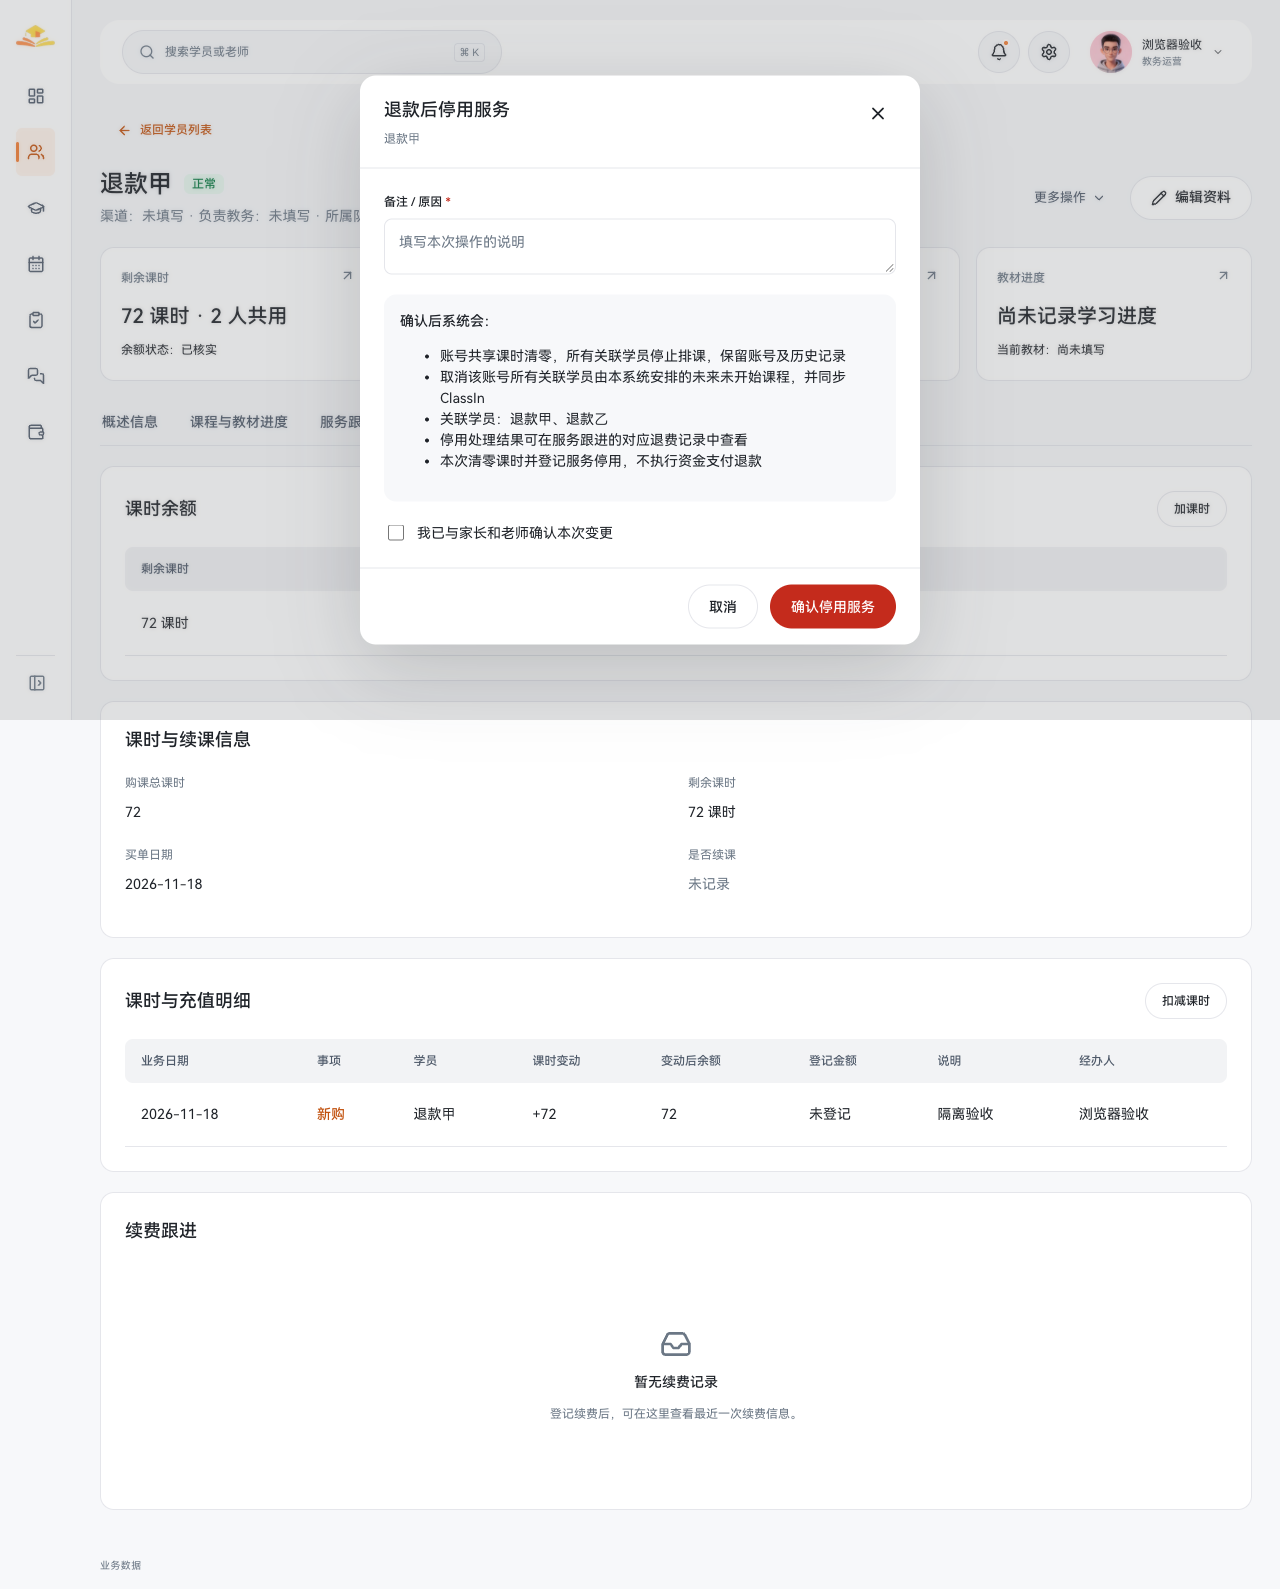 搜索学员或老师
⌘ K
浏览器验收
教务运营
返回学员列表
退款甲
正常
渠道：未填写 · 负责教务：未填写 · 所属
更多操作
编辑资料
剩余课时
72 课时 · 2 人共用
余额状态：已核实
教材进度
尚未记录学习进度
当前教材：尚未填写
概述信息
课程与教材进度
服务跟
课时余额
加课时
剩余课时
72 课时
退款后停用服务
退款甲
备注 / 原因 *
填写本次操作的说明
确认后系统会：
• 账号共享课时清零，所有关联学员停止排课，保留账号及历史记录
• 取消该账号所有关联学员由本系统安排的未来未开始课程，并同步
ClassIn
• 关联学员：退款甲、退款乙
• 停用处理结果可在服务跟进的对应退费记录中查看
• 本次清零课时并登记服务停用，不执行资金支付退款
我已与家长和老师确认本次变更
取消
确认停用服务
课时与续课信息
购课总课时
剩余课时
72
72 课时
买单日期
是否续课
2026-11-18
未记录
课时与充值明细
扣减课时
业务日期 事项 学员 课时变动 变动后余额 登记金额 说明 经办人
2026-11-18 新购 退款甲 +72 72 未登记 隔离验收 浏览器验收
续费跟进
暂无续费记录
登记续费后，可在这里查看最近一次续费信息。
业务数据